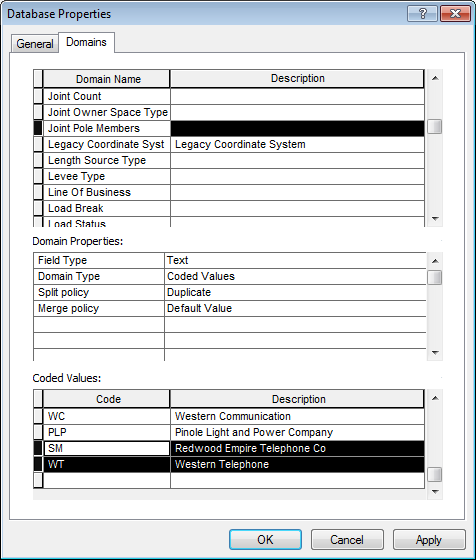 Database Properties
General Domains
Domain Name Description
Joint Count
Joint Owner Space Type
Joint Pole Members
Legacy Coordinate Syst Legacy Coordinate System
Length Source Type
Levee Type
Line Of Business
Load Break
Load Status
Domain Properties:
Field Type Text
Domain Type Coded Values
Split policy Duplicate
Merge policy Default Value
Coded Values:
Code Description
WC Western Communication
PLP Pinole Light and Power Company
SM Redwood Empire Telephone Co
WT Western Telephone
OK Cancel Apply